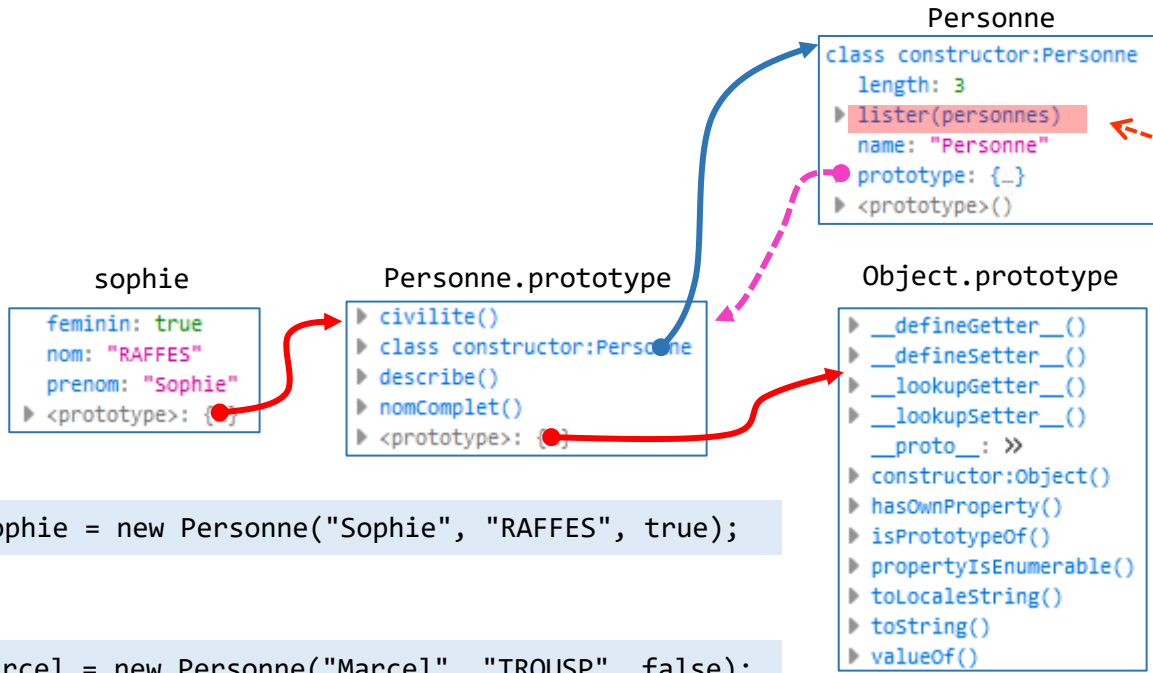 Personne
class constructor:Personne
length: 3
lister(personnes)
name: "Personne"
prototype: {…}
<prototype>()
sophie
feminin: true
nom: "RAFFES"
prenom: "Sophie"
<prototype>: {…}
Personne.prototype
civilite()
class constructor:Personne
describe()
nomComplet()
<prototype>: {…}
Object.prototype
__defineGetter__()
__defineSetter__()
__lookupGetter__()
__lookupSetter__()
__proto__: »
constructor:Object()
hasOwnProperty()
isPrototypeOf()
propertyIsEnumerable()
toLocaleString()
toString()
valueOf()
ophie = new Personne("Sophie", "RAFFES", true);
arcel = new Personne("Marcel", "TROUSP", false);